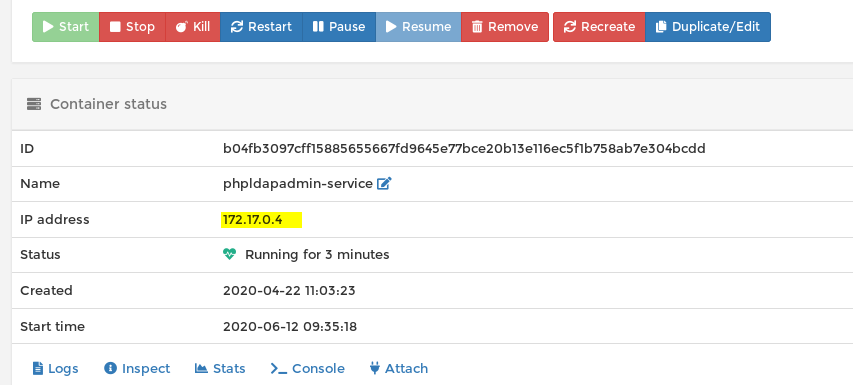 Start Stop Kill Restart Pause Resume Remove Recreate Duplicate/Edit
Container status
ID b04fb3097cff15885655667fd9645e77bce20b13e116ec5f1b758ab7e304bcdd
Name phpldapadmin-service
IP address 172.17.0.4
Status Running for 3 minutes
Created 2020-04-22 11:03:23
Start time 2020-06-12 09:35:18
Logs Inspect Stats Console Attach